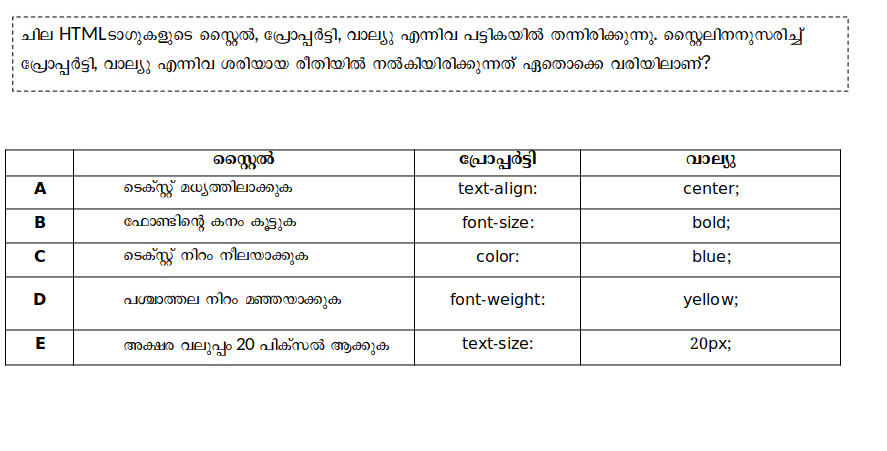 ചില HTMLടാഗുകളുടെ സ്റ്റൈൽ, പ്രോപ്പർട്ടി, വാല്യു എന്നിവ പട്ടികയിൽ തന്നിരിക്കുന്നു. സ്റ്റൈലിനനുസരിച്ച്
പ്രോപ്പർട്ടി, വാല്യു എന്നിവ ശരിയായ രീതിയിൽ നൽകിയിരിക്കുന്നത് ഏതൊക്കെ വരിയിലാണ്?
സ്റ്റൈൽ പ്രോപ്പർട്ടി വാല്യു
A ടെക്സ്റ്റ് മധ്യത്തിലാക്കുക text-align: center;
B ഫോണ്ടിന്റെ കനം കൂട്ടുക font-size: bold;
C ടെക്സ്റ്റ് നിറം നീലയാക്കുക color: blue;
D പശ്ചാത്തല നിറം മഞ്ഞയാക്കുക font-weight: yellow;
E അക്ഷര വലുപ്പം 20 പിക്സൽ ആക്കുക text-size: 20px;